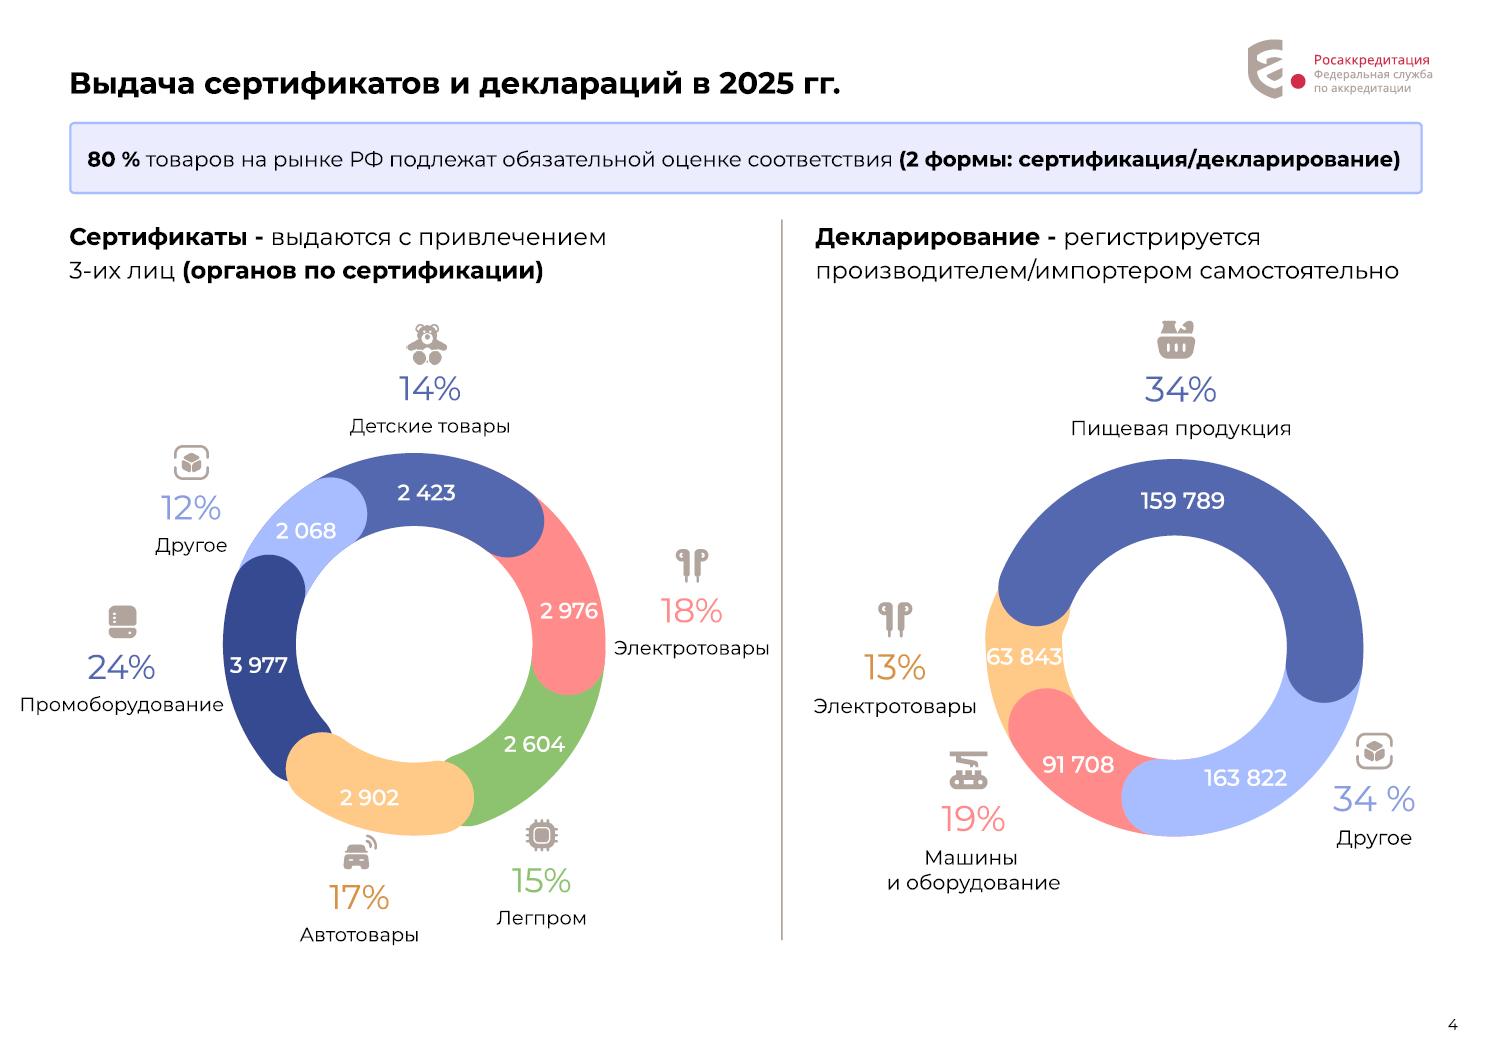 Выдача сертификатов и деклараций в 2025 гг.
Росаккредитация
Федеральная служба
по аккредитации
80 % товаров на рынке РФ подлежат обязательной оценке соответствия (2 формы: сертификация/декларирование)
Сертификаты - выдаются с привлечением
3-их лиц (органов по сертификации)
14%
Детские товары
2 423
12%
Другое
2 068
18%
Электротовары
2 976
24%
Промоборудование
3 977
2 604
15%
Легпром
2 902
17%
Автотовары
Декларирование - регистрируется
производителем/импортером самостоятельно
34%
Пищевая продукция
159 789
13%
Электротовары
63 843
91 708
19%
Машины
и оборудование
163 822
34 %
Другое
4